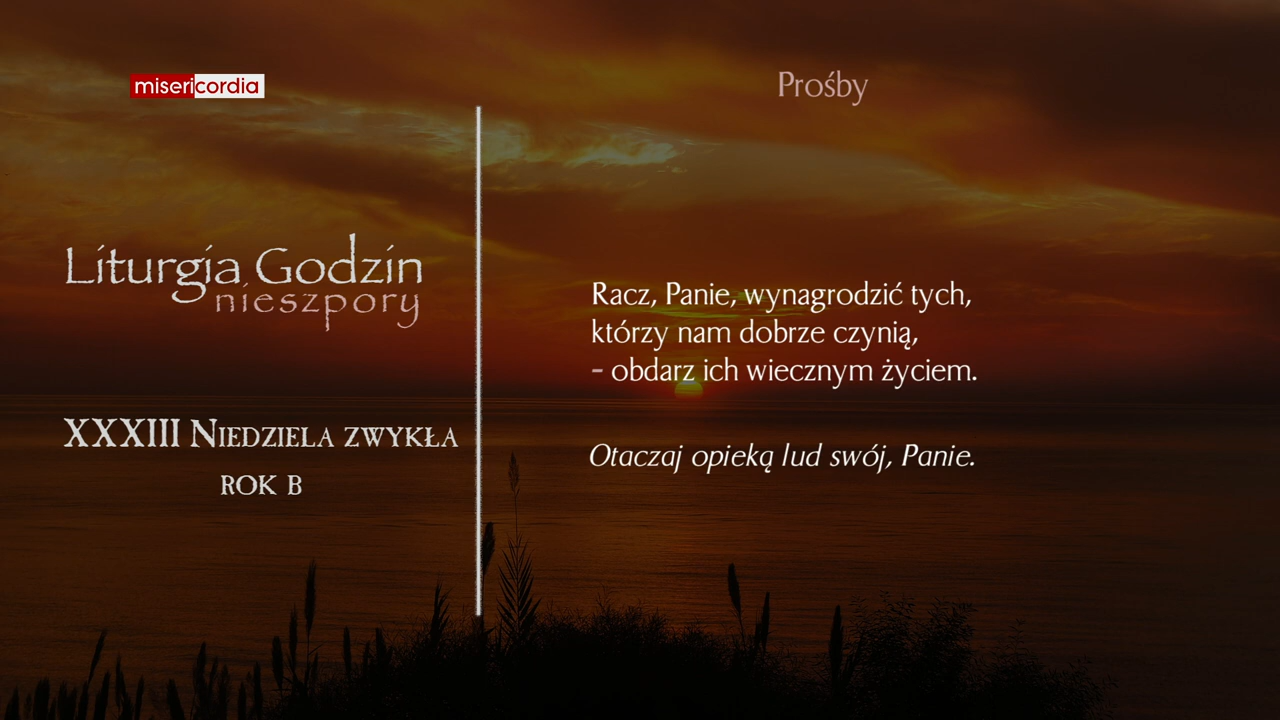 misericordia
Liturgia Godzin
nieszpory
XXXIII Niedziela zwykła
rok B
Prośby
Racz, Panie, wynagrodzić tych,
którzy nam dobrze czynią,
- obdarz ich wiecznym życiem.
Otaczaj opieką lud swój, Panie.